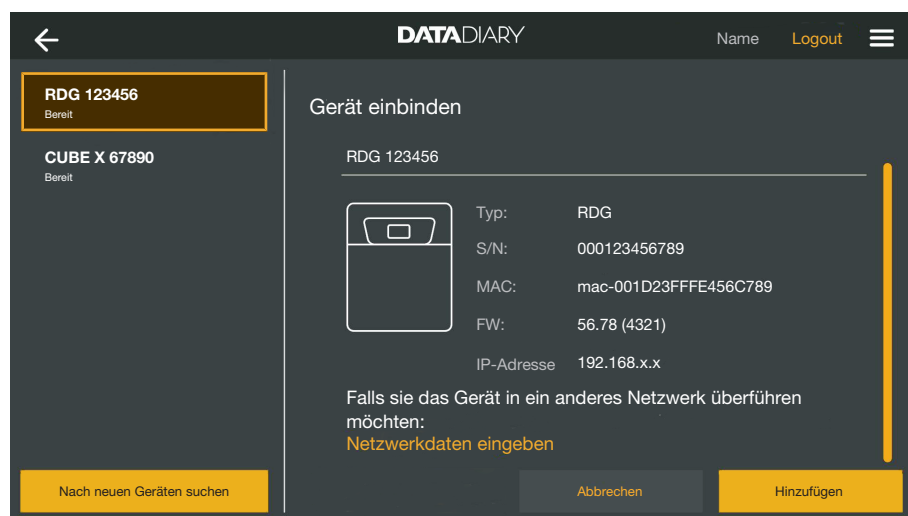 DATADIARY
Name Logout
RDG 123456
Bereit
CUBE X 67890
Bereit
Nach neuen Geräten suchen
Gerät einbinden
RDG 123456
Typ: RDG
S/N: 000123456789
MAC: mac-001D23FFFE456C789
FW: 56.78 (4321)
IP-Adresse 192.168.x.x
Falls sie das Gerät in ein anderes Netzwerk überführen
möchten:
Netzwerkdaten eingeben
Abbrechen Hinzufügen